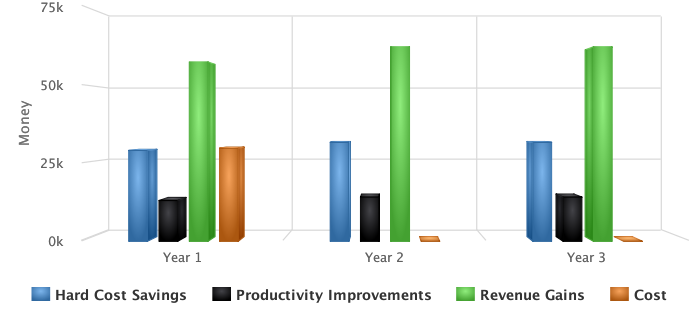 75k
50k
25k
0k
Money
Year 1
Year 2
Year 3
Hard Cost Savings
Productivity Improvements
Revenue Gains
Cost